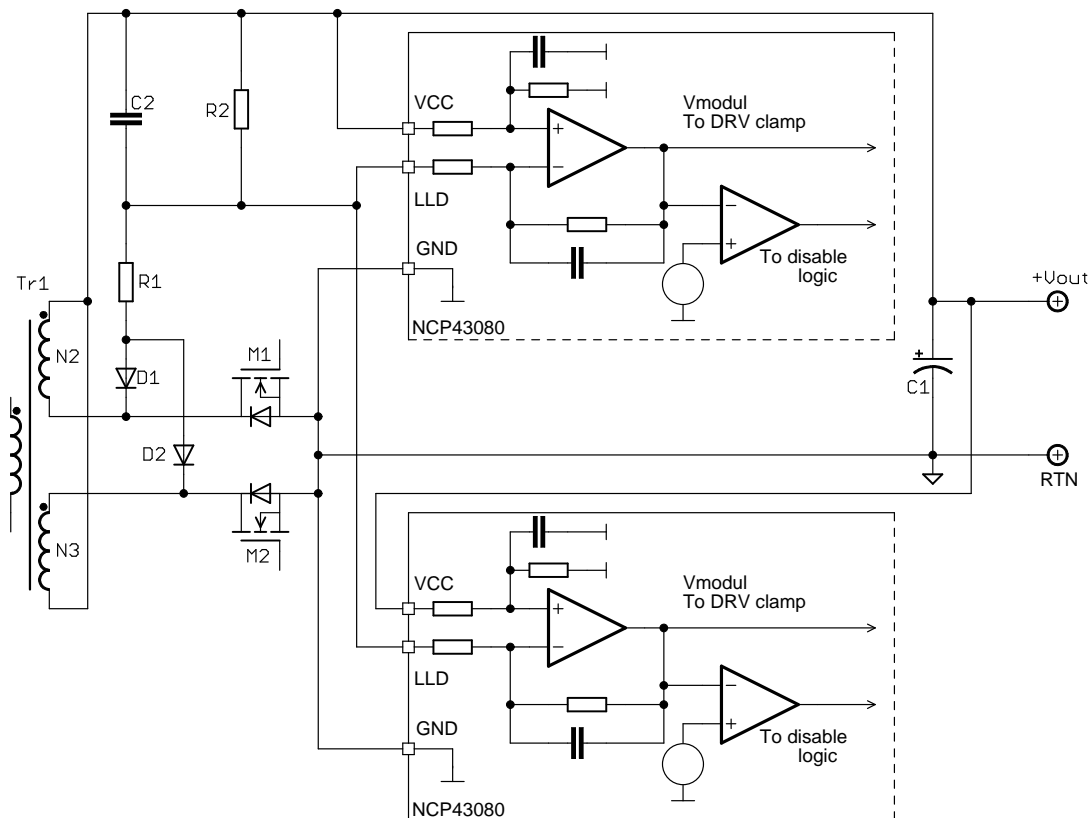 C2
R2
VCC
Vmodul
To DRV clamp
+
−
LLD
−
+
GND
To disable
logic
NCP43080
Tr1
R1
+Vout
N2
D1
M1
+
C1
D2
RTN
N3
M2
VCC
Vmodul
To DRV clamp
+
−
LLD
−
+
GND
To disable
logic
NCP43080